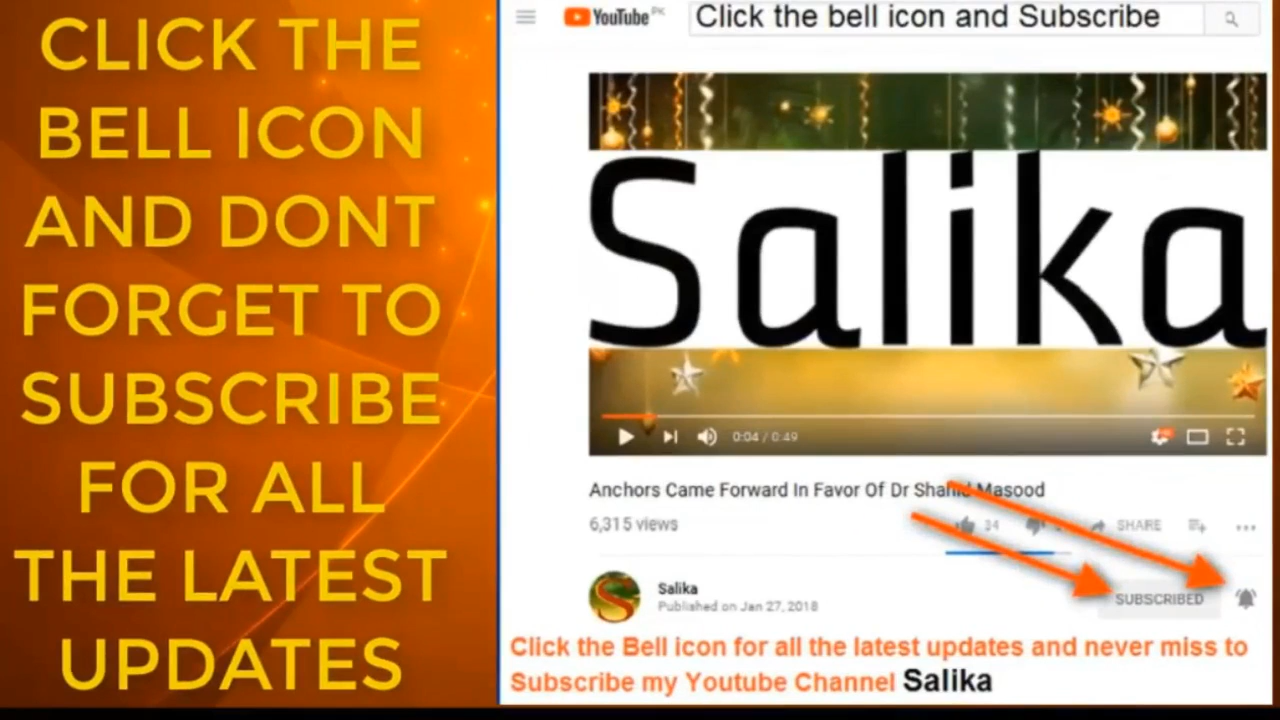 CLICK THE
BELL ICON
AND DONT
FORGET TO
SUBSCRIBE
FOR ALL
THE LATEST
UPDATES
YouTube PK
Click the bell icon and Subscribe
Salika
0:04 / 0:49
Anchors Came Forward In Favor Of Dr Shahid Masood
6,315 views
34
SHARE
Salika
Published on Jan 27, 2018
SUBSCRIBED
Click the Bell icon for all the latest updates and never miss to
Subscribe my Youtube Channel Salika